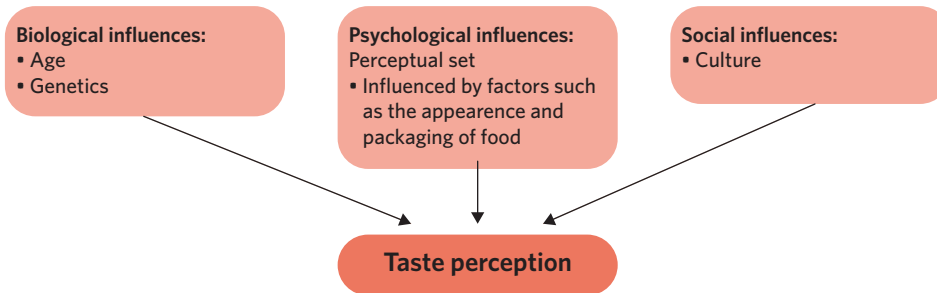 Biological influences:
• Age
• Genetics
Psychological influences:
Perceptual set
• Influenced by factors such
as the appearence and
packaging of food
Social influences:
• Culture
Taste perception